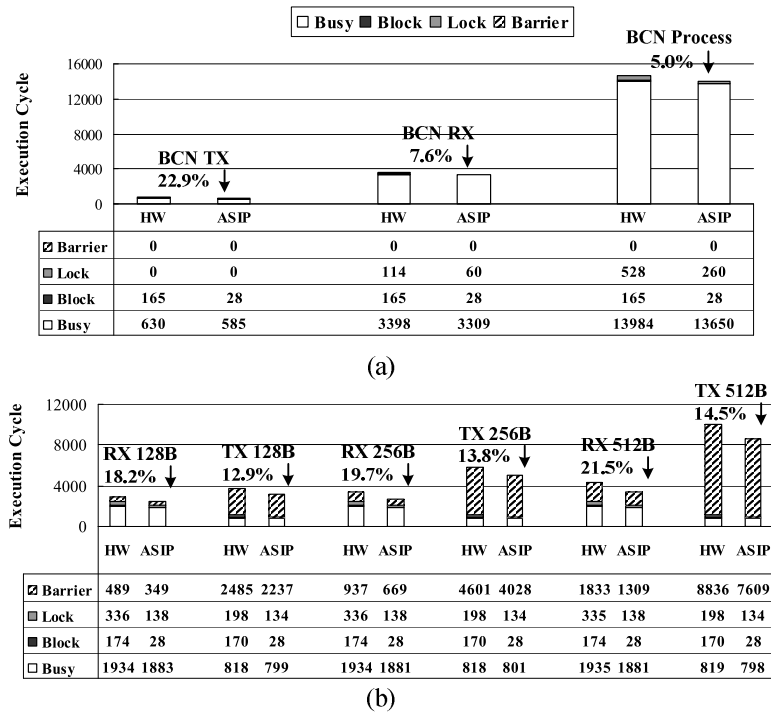 Busy Block Lock Barrier
Execution Cycle
16000
12000
8000
4000
0
BCN TX
22.9%
BCN RX
7.6%
BCN Process
5.0%
HW ASIP HW ASIP HW ASIP
Barrier 0 0 0 0 0 0
Lock 0 0 114 60 528 260
Block 165 28 165 28 165 28
Busy 630 585 3398 3309 13984 13650
(a)
Execution Cycle
12000
8000
4000
0
RX 128B
18.2%
TX 128B
12.9%
RX 256B
19.7%
TX 256B
13.8%
RX 512B
21.5%
TX 512B
14.5%
HW ASIP HW ASIP HW ASIP HW ASIP HW ASIP HW ASIP
Barrier 489 349 2485 2237 937 669 4601 4028 1833 1309 8836 7609
Lock 336 138 198 134 336 138 198 134 335 138 198 134
Block 174 28 170 28 174 28 170 28 174 28 170 28
Busy 1934 1883 818 799 1934 1881 818 801 1935 1881 819 798
(b)